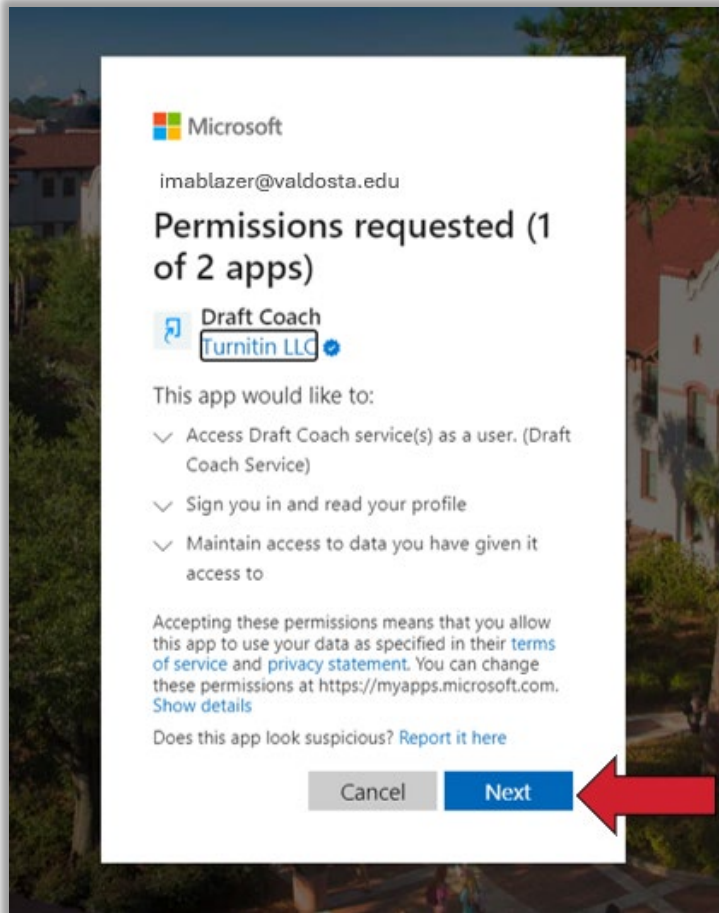 Microsoft
imablazer@valdosta.edu
Permissions requested (1
of 2 apps)
Draft Coach
Turnitin LLC
This app would like to:
Access Draft Coach service(s) as a user. (Draft
Coach Service)
Sign you in and read your profile
Maintain access to data you have given it
access to
Accepting these permissions means that you allow
this app to use your data as specified in their terms
of service and privacy statement. You can change
these permissions at https://myapps.microsoft.com.
Show details
Does this app look suspicious? Report it here
Cancel
Next